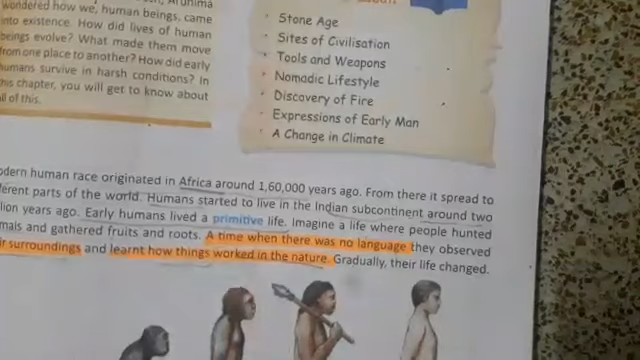 wondered how we, human beings, came
into existence. How did lives of human
beings evolve? What made them move
from one place to another? How did early
humans survive in harsh conditions? In
this chapter, you will get to know about
all of this.
Stone Age
Sites of Civilisation
Tools and Weapons
Nomadic Lifestyle
Discovery of Fire
Expressions of Early Man
A Change in Climate
odern human race originated in Africa around 1,60,000 years ago. From there it spread to
ferent parts of the world. Humans started to live in the Indian subcontinent around two
lion years ago. Early humans lived a primitive life. Imagine a life where people hunted
mals and gathered fruits and roots. A time when there was no language they observed
ir surroundings and learnt how things worked in the nature. Gradually, their life changed.